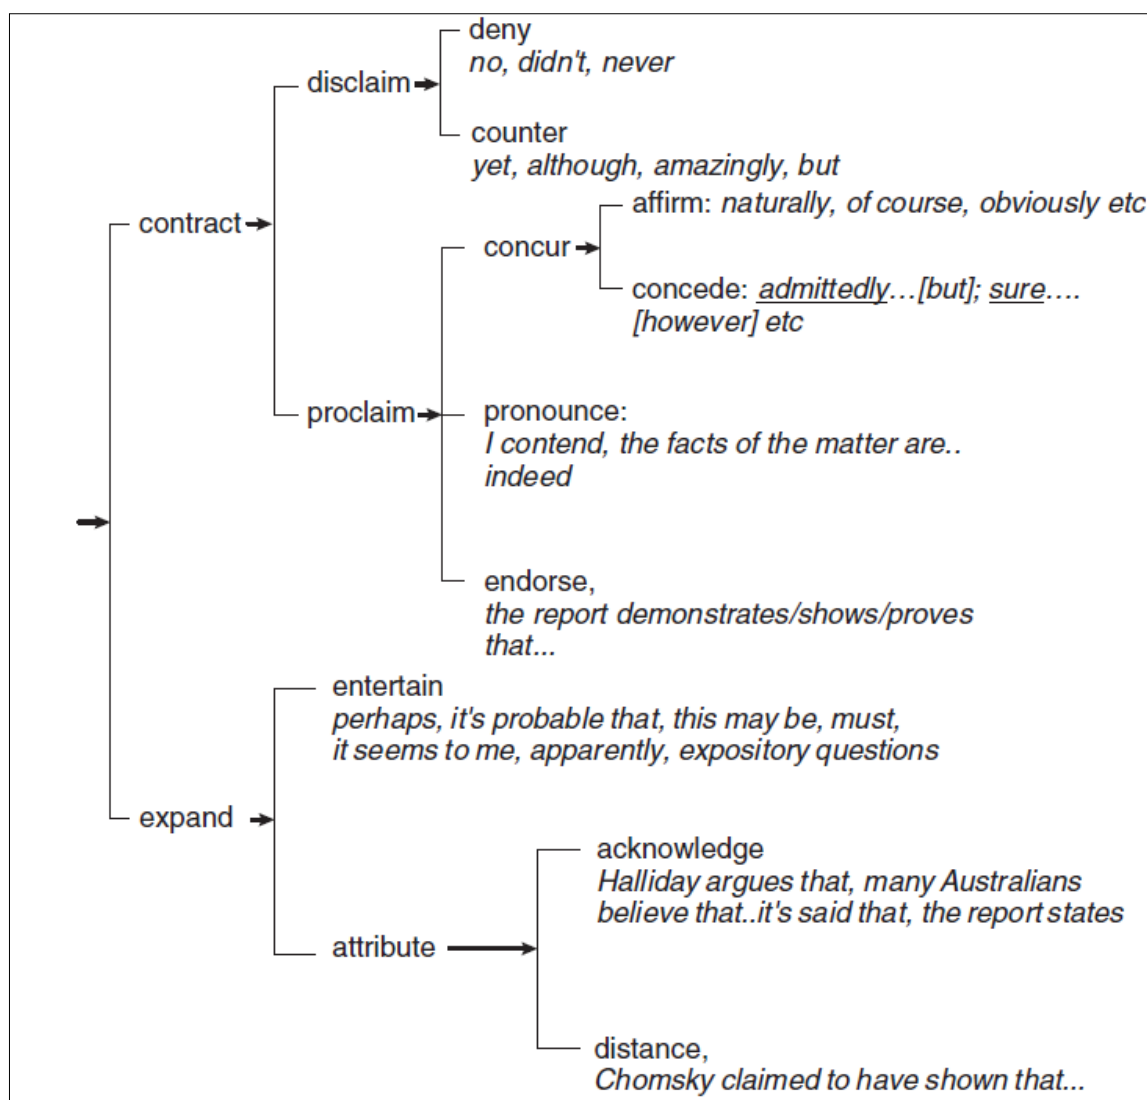 deny
no, didn't, never
disclaim
counter
yet, although, amazingly, but
contract
affirm: naturally, of course, obviously etc
concur
concede: admittedly…[but]; sure….
[however] etc
proclaim
pronounce:
I contend, the facts of the matter are..
indeed
endorse,
the report demonstrates/shows/proves
that...
entertain
perhaps, it's probable that, this may be, must,
it seems to me, apparently, expository questions
expand
acknowledge
Halliday argues that, many Australians
believe that..it's said that, the report states
attribute
distance,
Chomsky claimed to have shown that...